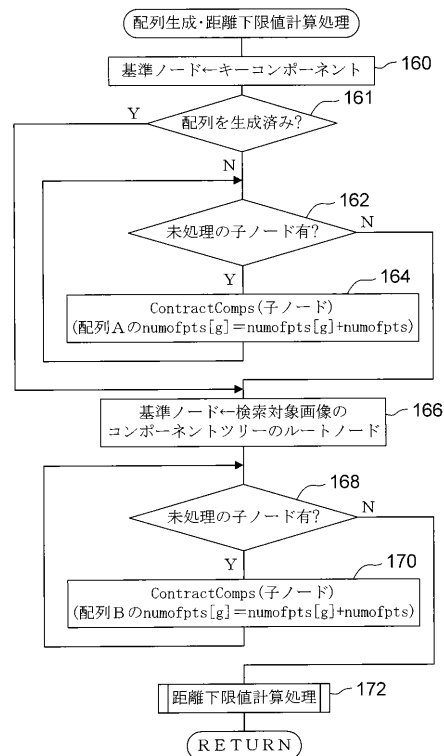 配列生成・距離下限値計算処理
基準ノード←キーコンポーネント
160
161
Y
配列を生成済み?
N
162
未処理の子ノード有?
N
Y
164
ContractComps(子ノード)
(配列Aのnumofpts[g]=numofpts[g]+numofpts)
基準ノード←検索対象画像の
コンポーネントツリーのルートノード
166
168
未処理の子ノード有?
N
Y
170
ContractComps(子ノード)
(配列Bのnumofpts[g]=numofpts[g]+numofpts)
距離下限値計算処理
172
RETURN